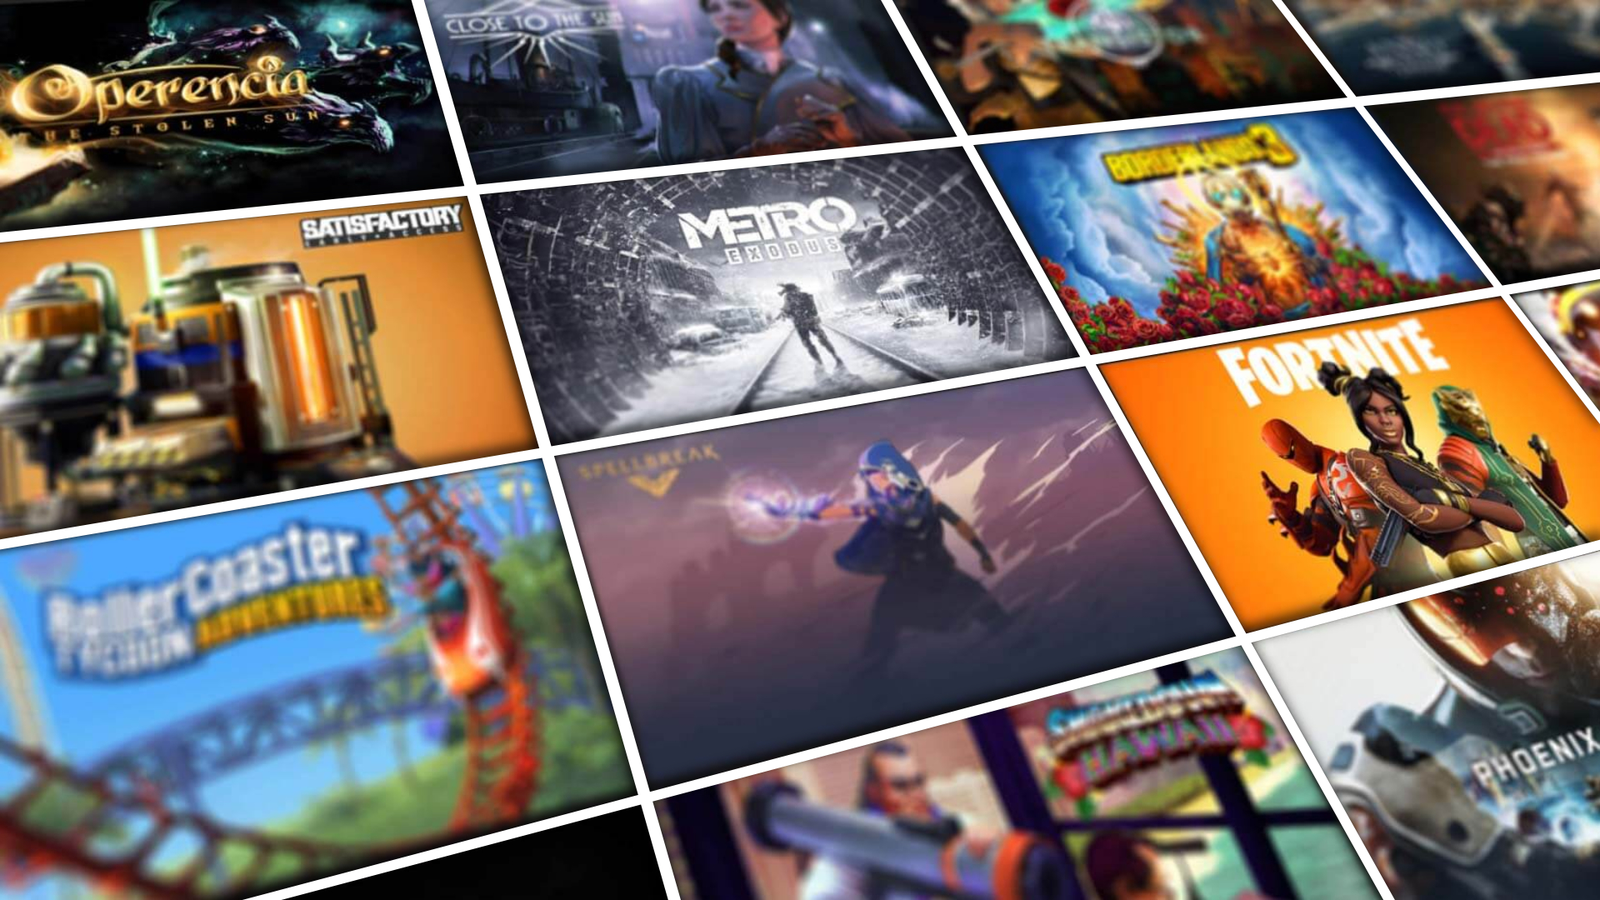 Operencia
THE STOLEN SUN
CLOSE TO THE SUN
SATISFACTORY
EARLY ACCESS
METRO
EXODUS
BORDERLANDS 3
FORTNITE
SPELLBREAK
RollerCoaster
TYCOON ADVENTURES
HAWAII
PHOENIX